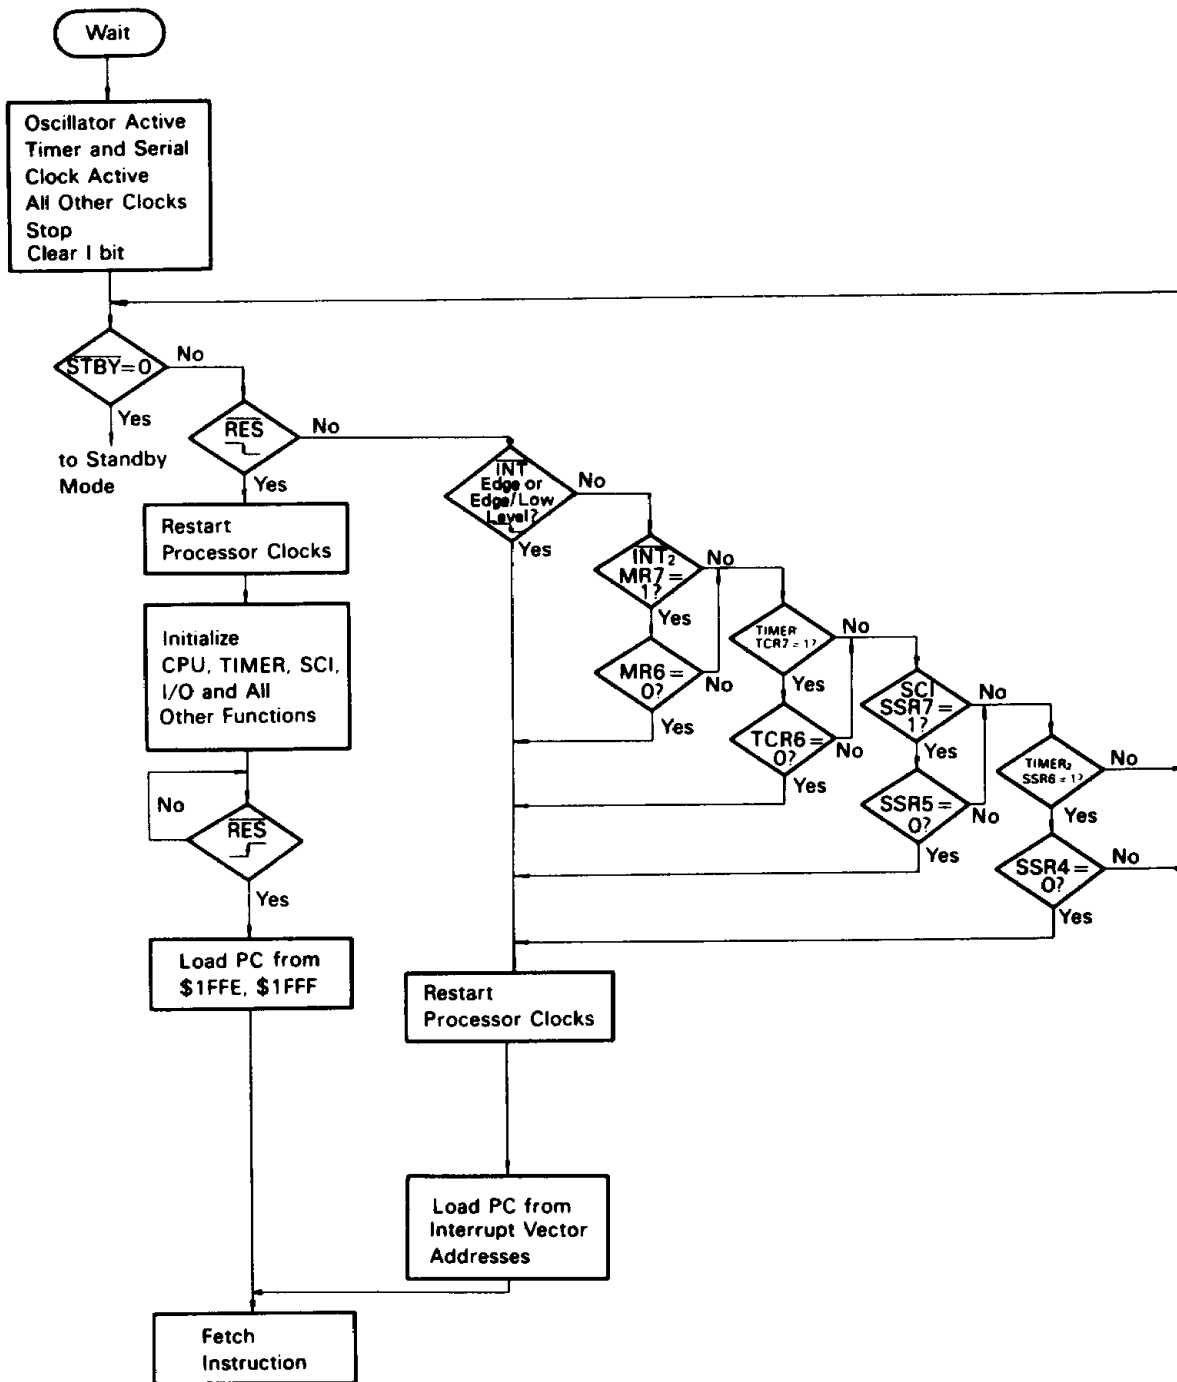 Wait
Oscillator Active
Timer and Serial
Clock Active
All Other Clocks
Stop
Clear I bit
STBY=0
No
Yes
to Standby
Mode
RES
No
Yes
Restart
Processor Clocks
Initialize
CPU, TIMER, SCI,
I/O and All
Other Functions
No
RES
Yes
Load PC from
$1FFE, $1FFF
INT
Edge or
Edge/Low
Level?
No
Yes
INT₂
MR7=
1?
No
Yes
MR6=
0?
No
Yes
TIMER
TCR7=1?
No
Yes
TCR6=
0?
No
Yes
SCI
SSR7=
1?
No
Yes
SSR5=
0?
No
Yes
TIMER₂
SSR6=1?
No
Yes
SSR4=
0?
No
Yes
Restart
Processor Clocks
Load PC from
Interrupt Vector
Addresses
Fetch
Instruction